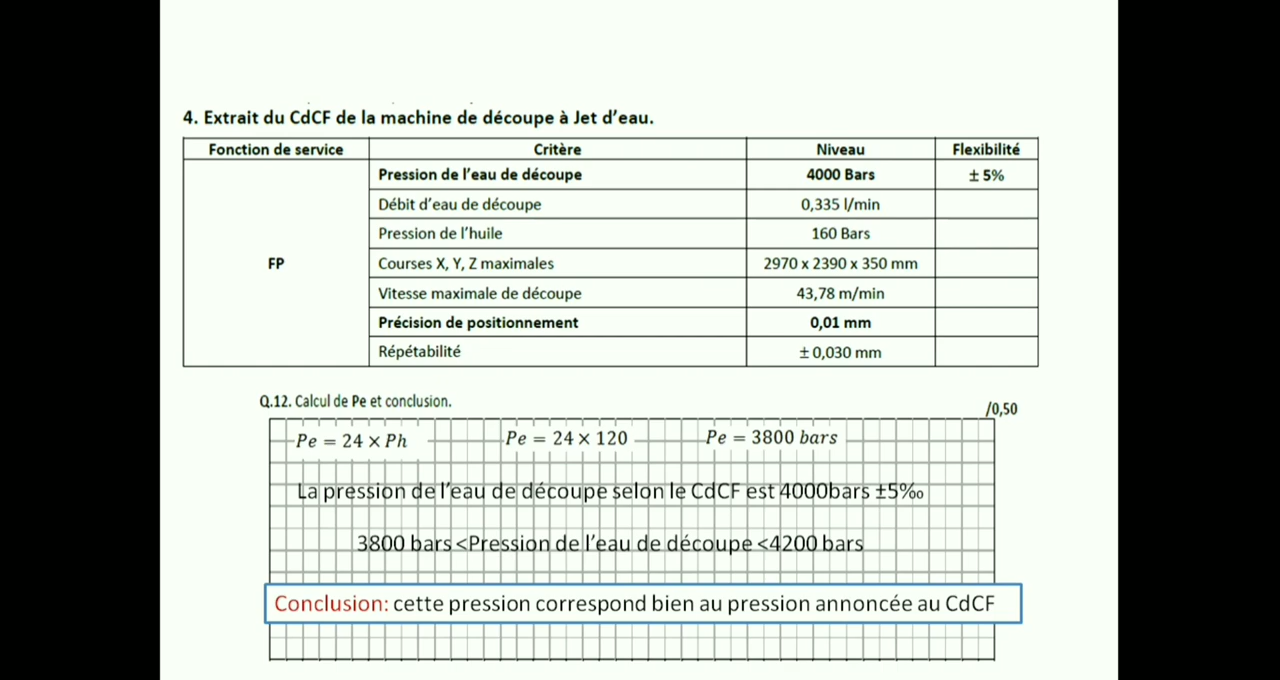 4. Extrait du CdCF de la machine de découpe à Jet d’eau.
Fonction de service Critère Niveau Flexibilité
Pression de l’eau de découpe 4000 Bars ± 5%
Débit d’eau de découpe 0,335 l/min
Pression de l’huile 160 Bars
FP Courses X, Y, Z maximales 2970 x 2390 x 350 mm
Vitesse maximale de découpe 43,78 m/min
Précision de positionnement 0,01 mm
Répétabilité ± 0,030 mm
Q.12. Calcul de Pe et conclusion. /0,50
Pe = 24 × Ph Pe = 24 × 120 Pe = 3800 bars
La pression de l’eau de découpe selon le CdCF est 4000bars ±5‰
3800 bars <Pression de l’eau de découpe <4200 bars
Conclusion: cette pression correspond bien au pression annoncée au CdCF